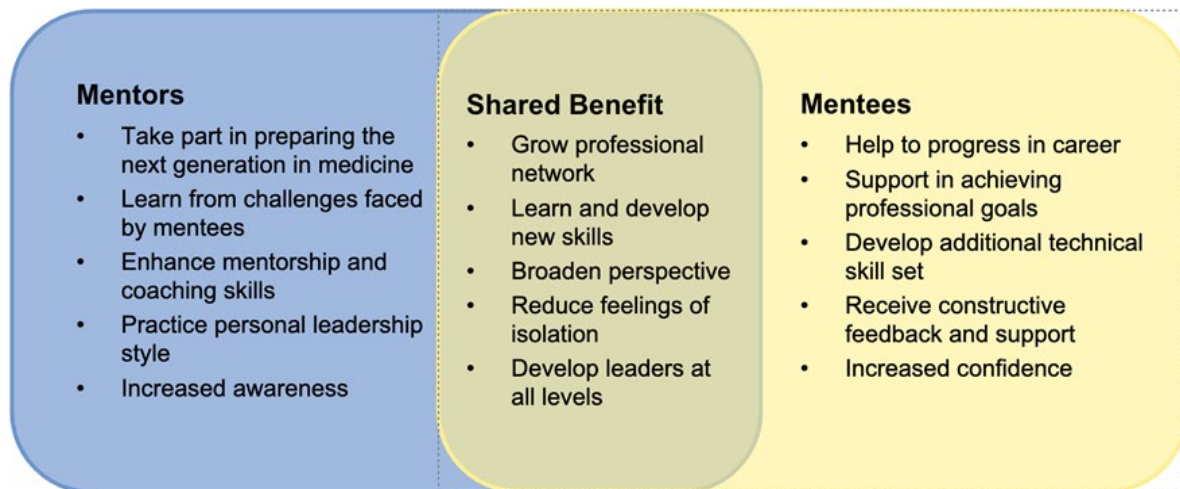 Mentors
• Take part in preparing the
next generation in medicine
• Learn from challenges faced
by mentees
• Enhance mentorship and
coaching skills
• Practice personal leadership
style
• Increased awareness
Shared Benefit
• Grow professional
network
• Learn and develop
new skills
• Broaden perspective
• Reduce feelings of
isolation
• Develop leaders at
all levels
Mentees
• Help to progress in career
• Support in achieving
professional goals
• Develop additional technical
skill set
• Receive constructive
feedback and support
• Increased confidence